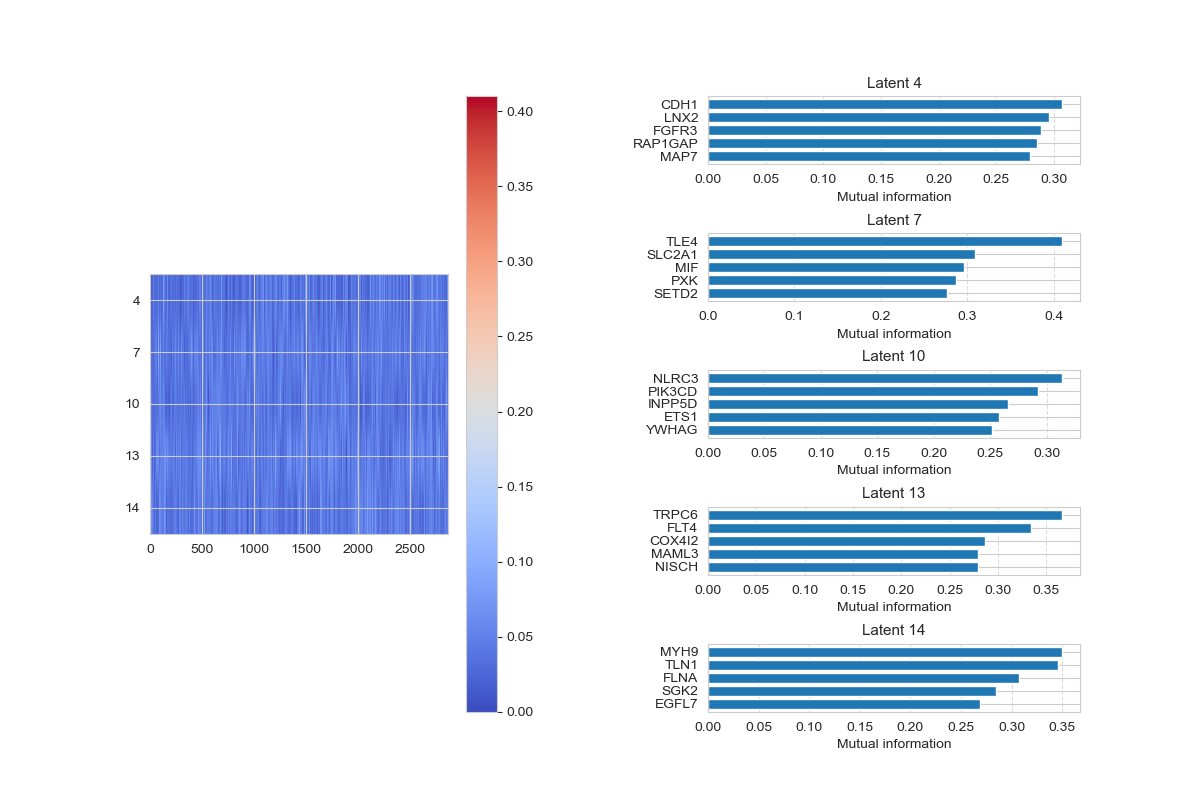 4
7
10
13
14
0 500 1000 1500 2000 2500
0.40
0.35
0.30
0.25
0.20
0.15
0.10
0.05
0.00
Latent 4
CDH1
LNX2
FGFR3
RAP1GAP
MAP7
0.00 0.05 0.10 0.15 0.20 0.25 0.30
Mutual information
Latent 7
TLE4
SLC2A1
MIF
PXK
SETD2
0.0 0.1 0.2 0.3 0.4
Mutual information
Latent 10
NLRC3
PIK3CD
INPP5D
ETS1
YWHAG
0.00 0.05 0.10 0.15 0.20 0.25 0.30
Mutual information
Latent 13
TRPC6
FLT4
COX4I2
MAML3
NISCH
0.00 0.05 0.10 0.15 0.20 0.25 0.30 0.35
Mutual information
Latent 14
MYH9
TLN1
FLNA
SGK2
EGFL7
0.00 0.05 0.10 0.15 0.20 0.25 0.30 0.35
Mutual information